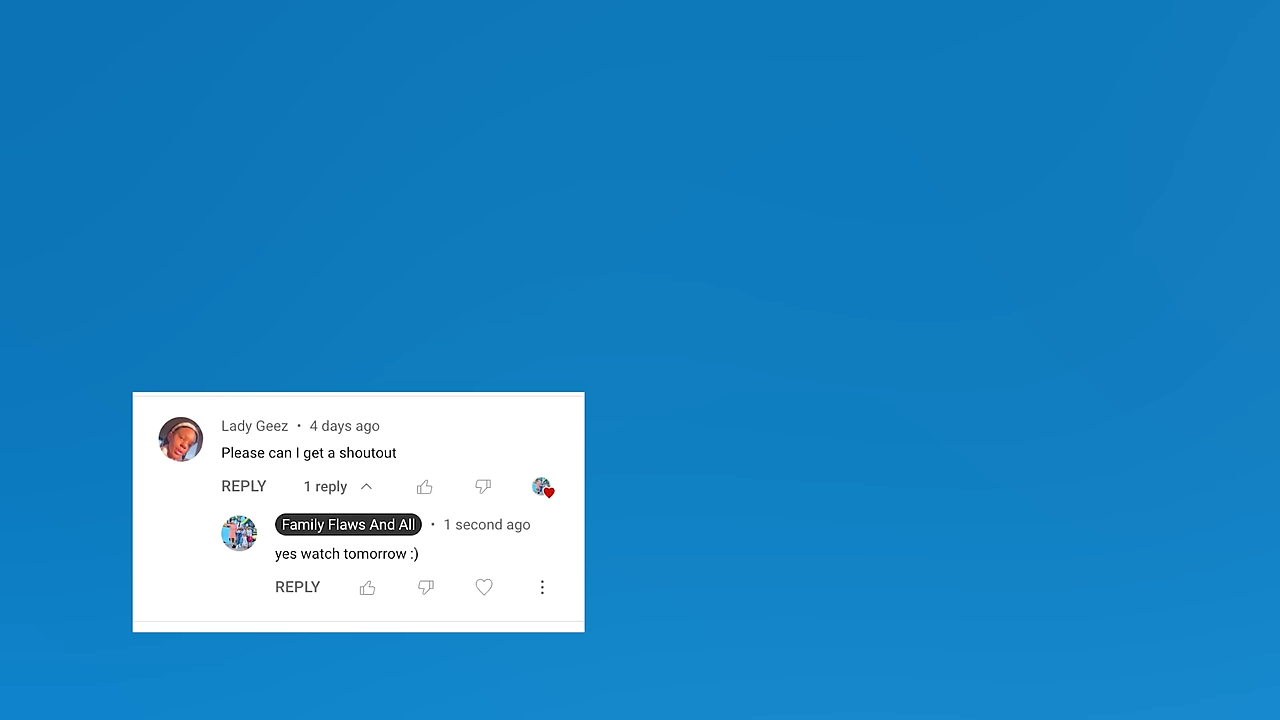 Lady Geez • 4 days ago
Please can I get a shoutout
REPLY 1 reply
Family Flaws And All • 1 second ago
yes watch tomorrow :)
REPLY